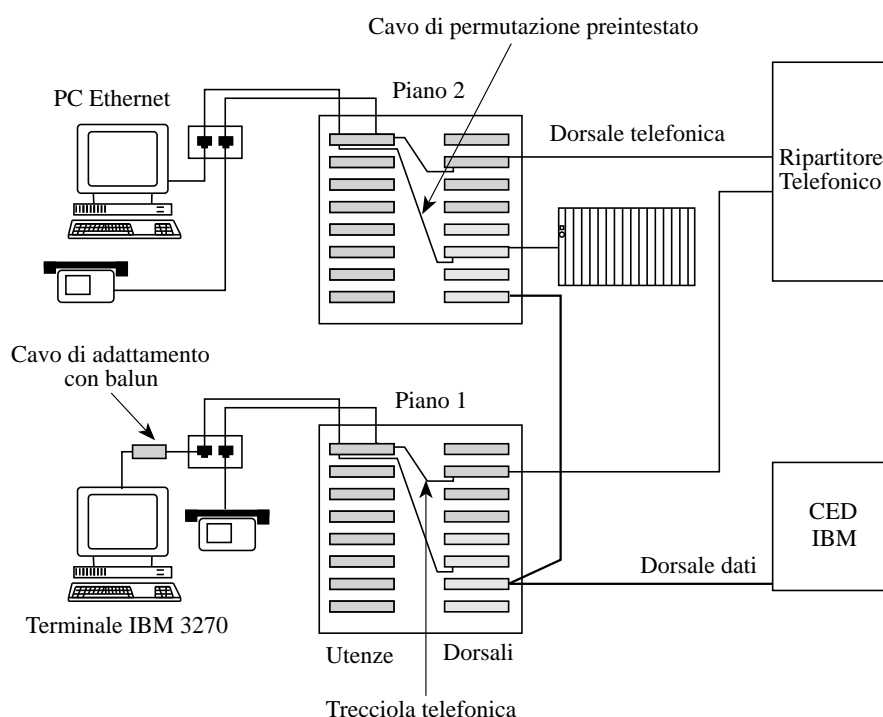 Cavo di permutazione preintestato
PC Ethernet
Piano 2
Dorsale telefonica
Ripartitore
Telefonico
Cavo di adattamento
con balun
Piano 1
CED
IBM
Dorsale dati
Terminale IBM 3270
Utenze
Dorsali
Trecciola telefonica